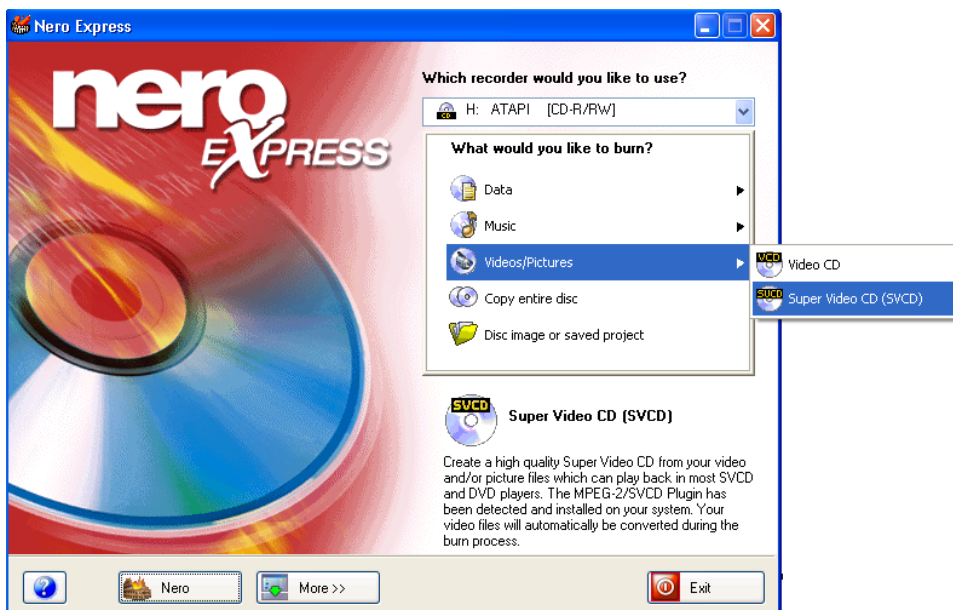 Nero Express
nero
EXPRESS
Which recorder would you like to use?
H: ATAPI [CD-R/RW]
What would you like to burn?
Data
Music
Videos/Pictures
VCD Video CD
SVCD Super Video CD (SVCD)
Copy entire disc
Disc image or saved project
SVCD Super Video CD (SVCD)
Create a high quality Super Video CD from your video
and/or picture files which can play back in most SVCD
and DVD players. The MPEG-2/SVCD Plugin has
been detected and installed on your system. Your
video files will automatically be converted during the
burn process.
Nero
More >>
Exit